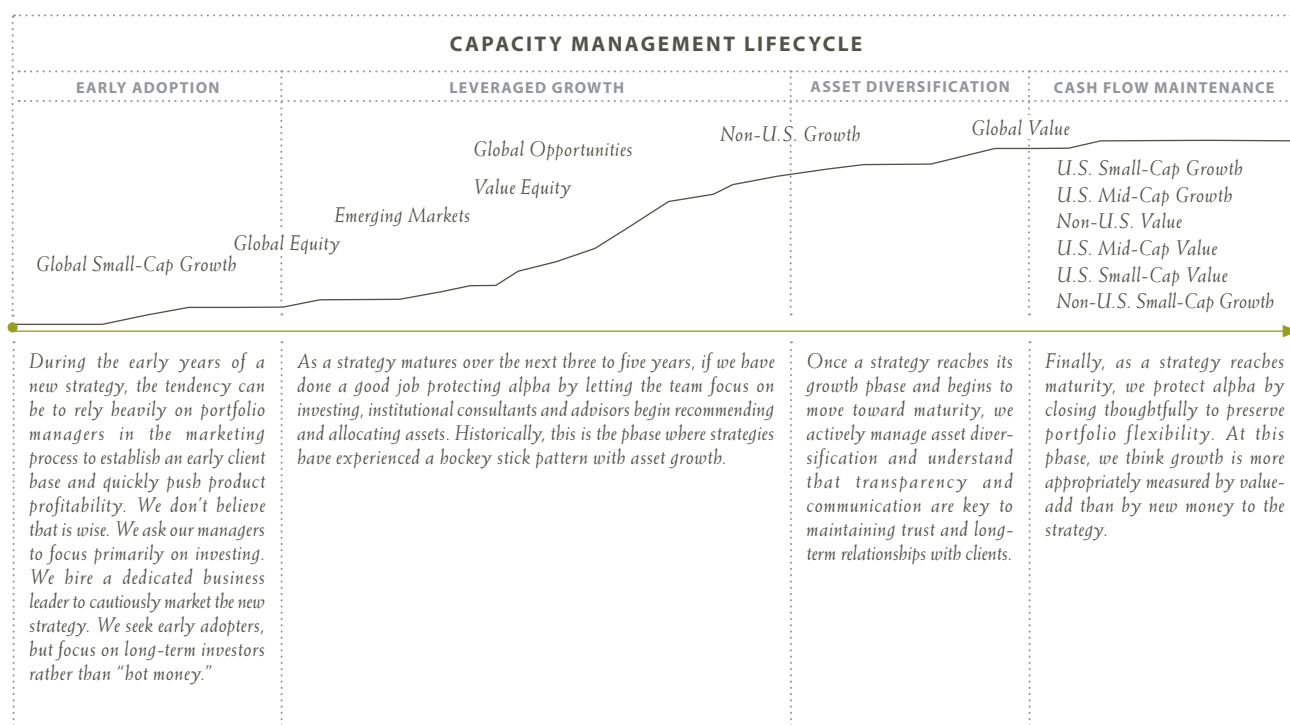 CAPACITY MANAGEMENT LIFECYCLE
EARLY ADOPTION
LEVERAGED GROWTH
ASSET DIVERSIFICATION
CASH FLOW MAINTENANCE
Global Small-Cap Growth
Global Equity
Emerging Markets
Value Equity
Global Opportunities
Non-U.S. Growth
Global Value
U.S. Small-Cap Growth
U.S. Mid-Cap Growth
Non-U.S. Value
U.S. Mid-Cap Value
U.S. Small-Cap Value
Non-U.S. Small-Cap Growth
During the early years of a
new strategy, the tendency can
be to rely heavily on portfolio
managers in the marketing
process to establish an early client
base and quickly push product
profitability. We don't believe
that is wise. We ask our managers
to focus primarily on investing.
We hire a dedicated business
leader to cautiously market the new
strategy. We seek early adopters,
but focus on long-term investors
rather than "hot money."
As a strategy matures over the next three to five years, if we have
done a good job protecting alpha by letting the team focus on
investing, institutional consultants and advisors begin recommending
and allocating assets. Historically, this is the phase where strategies
have experienced a hockey stick pattern with asset growth.
Once a strategy reaches its
growth phase and begins to
move toward maturity, we
actively manage asset diver-
sification and understand
that transparency and
communication are key to
maintaining trust and long-
term relationships with clients.
Finally, as a strategy reaches
maturity, we protect alpha by
closing thoughtfully to preserve
portfolio flexibility. At this
phase, we think growth is more
appropriately measured by value-
add than by new money to the
strategy.